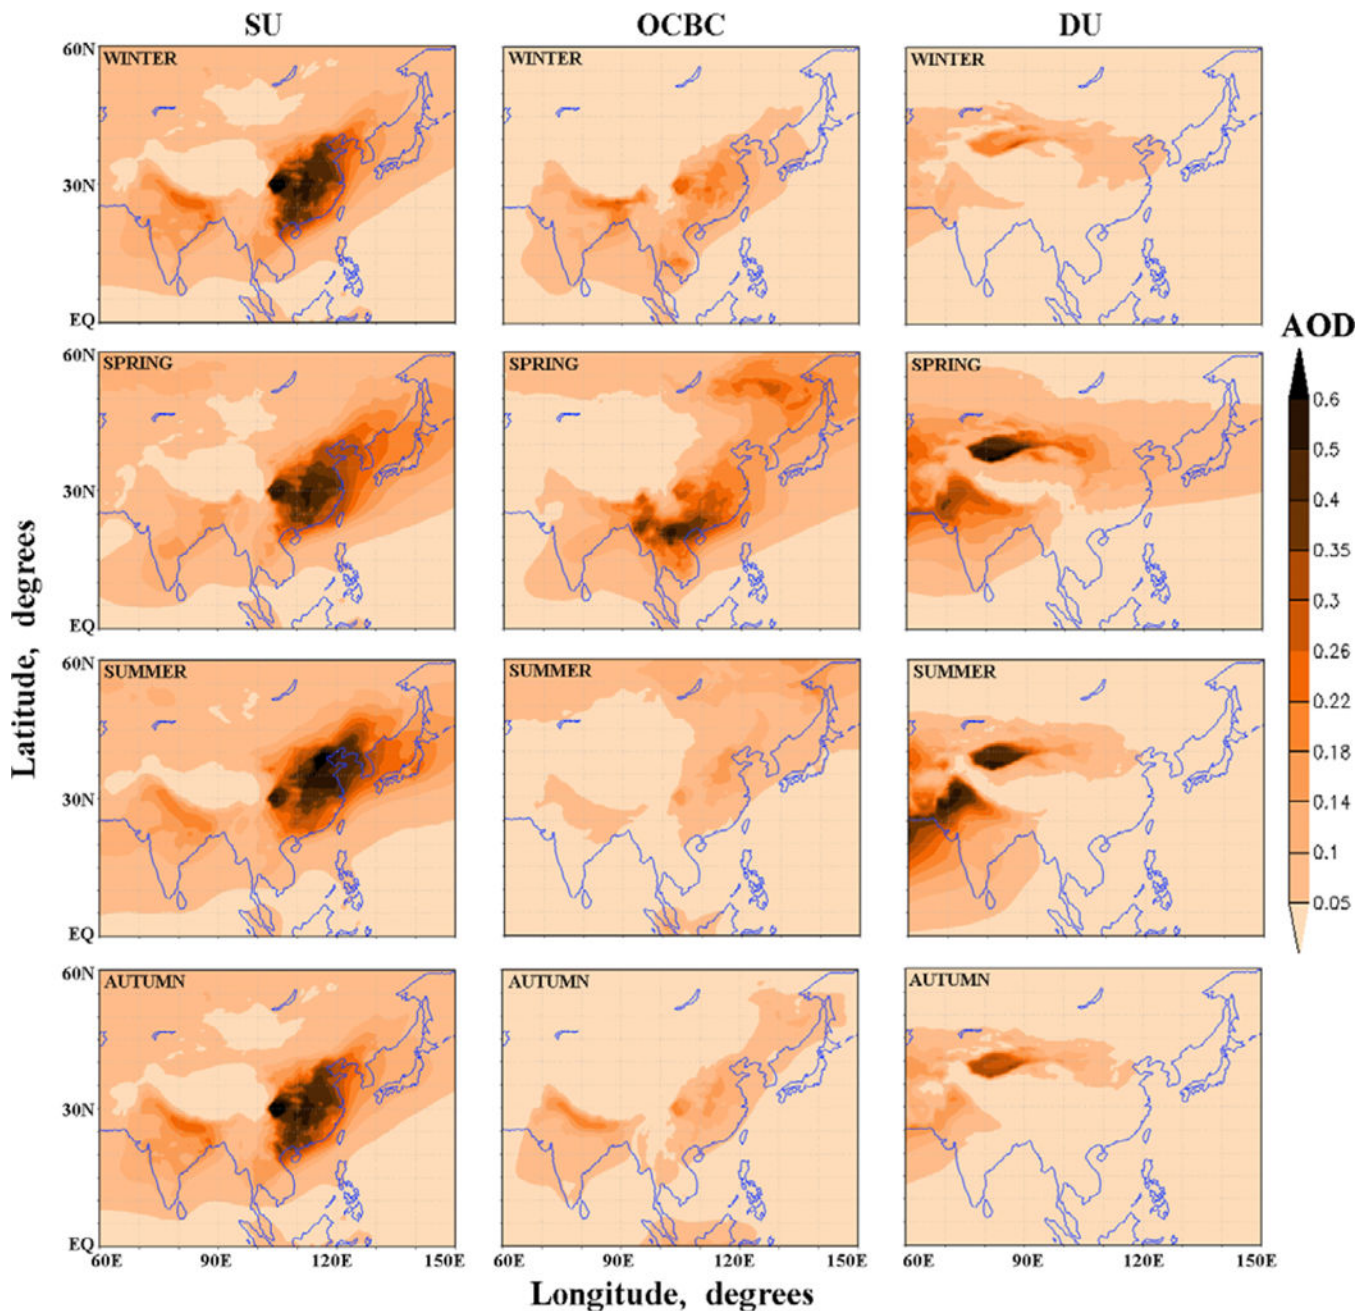 SU OCBC DU
60N WINTER WINTER WINTER
30N
EQ
AOD
60N SPRING SPRING SPRING
0.6
0.5
30N
0.4
0.35
0.3
EQ
0.26
60N SUMMER SUMMER SUMMER
0.22
0.18
30N
0.14
0.1
0.05
EQ
60N AUTUMN AUTUMN AUTUMN
30N
EQ
60E 90E 120E 150E 60E 90E 120E 150E 60E 90E 120E 150E
Latitude, degrees
Longitude, degrees